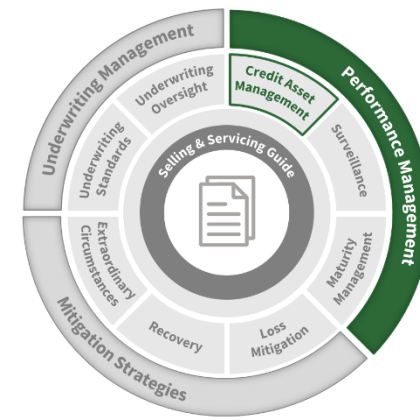 Underwriting Management
Performance Management
Mitigation Strategies
Underwriting
Oversight
Credit Asset
Management
Surveillance
Maturity
Management
Loss
Mitigation
Recovery
Extraordinary
Circumstances
Underwriting
Standards
Selling & Servicing Guide